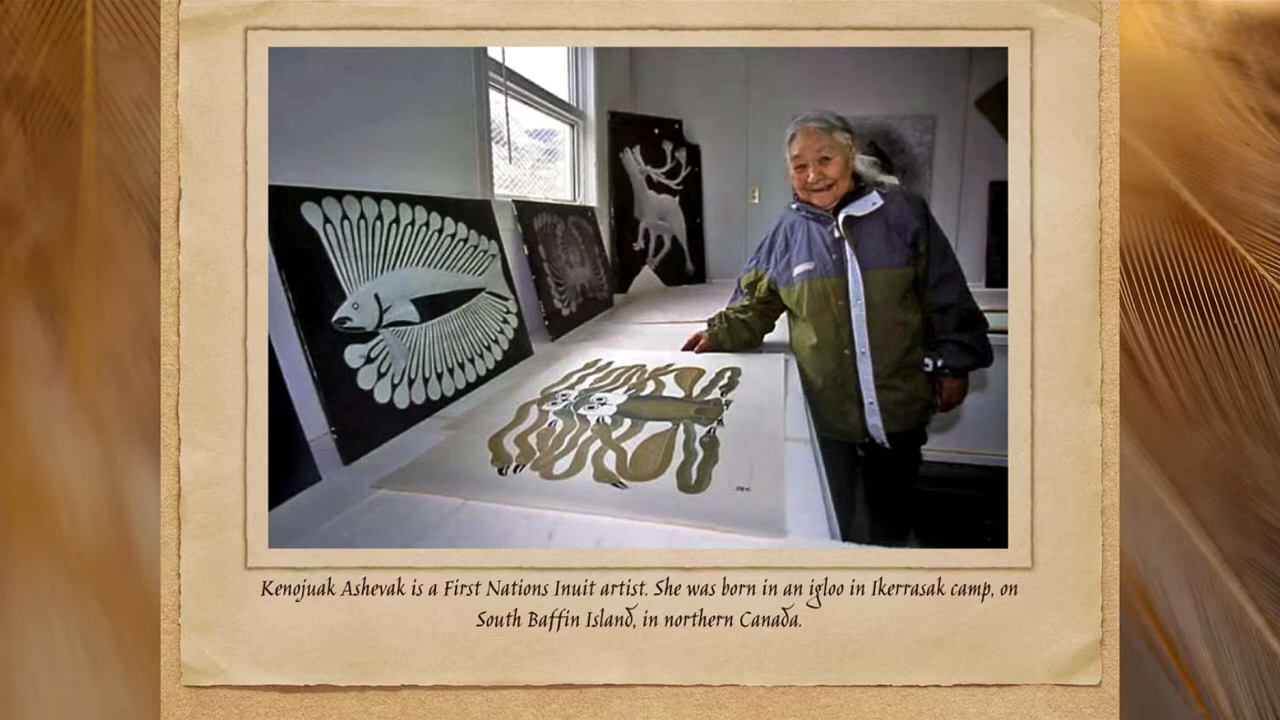 Kenojuak Ashevak is a First Nations Inuit artist. She was born in an igloo in Ikerrasak camp, on
South Baffin Island, in northern Canada.